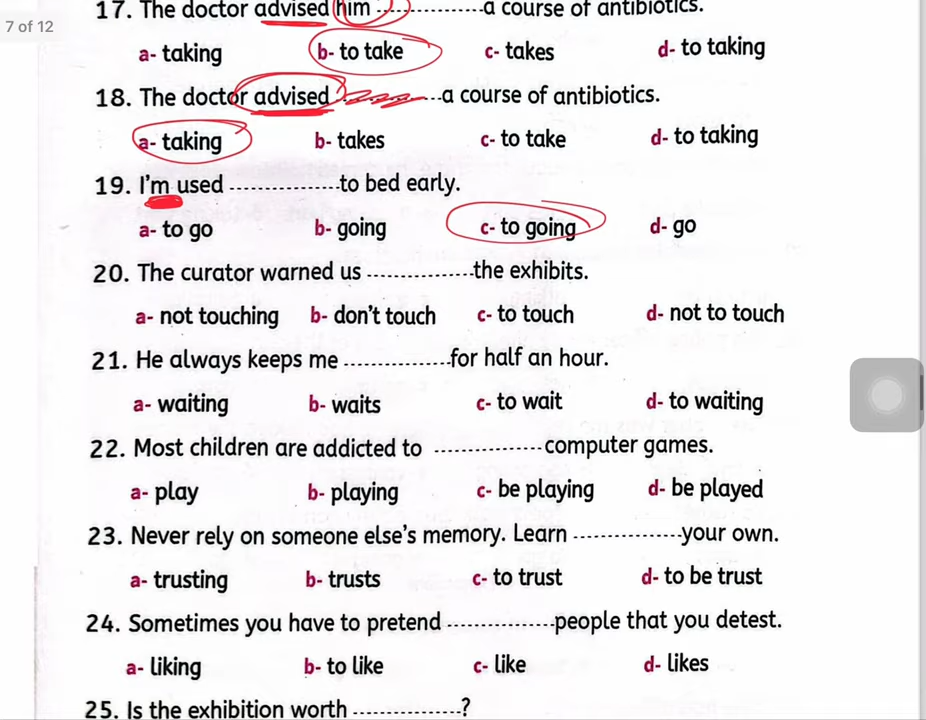 17. The doctor advised him ...............a course of antibiotics.
7 of 12
a- taking b- to take c- takes d- to taking
18. The doctor advised ...............a course of antibiotics.
a- taking b- takes c- to take d- to taking
19. I'm used ...............to bed early.
a- to go b- going c- to going d- go
20. The curator warned us ...............the exhibits.
a- not touching b- don't touch c- to touch d- not to touch
21. He always keeps me ...............for half an hour.
a- waiting b- waits c- to wait d- to waiting
22. Most children are addicted to ...............computer games.
a- play b- playing c- be playing d- be played
23. Never rely on someone else's memory. Learn ...............your own.
a- trusting b- trusts c- to trust d- to be trust
24. Sometimes you have to pretend ...............people that you detest.
a- liking b- to like c- like d- likes
25. Is the exhibition worth ...............?